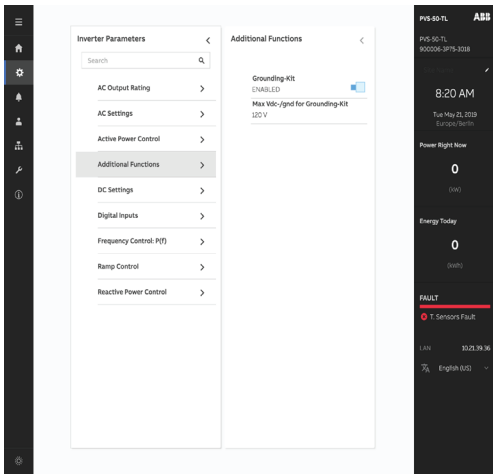 Inverter Parameters
Search
AC Output Rating
AC Settings
Active Power Control
Additional Functions
DC Settings
Digital Inputs
Frequency Control: P(f)
Ramp Control
Reactive Power Control
Additional Functions
Grounding-Kit
ENABLED
Max Vdc-/gnd for Grounding-Kit
120 V
PVS-50-TL
ABB
PVS-50-TL
900006-3P75-3018
8:20 AM
Tue May 21, 2019
Europe/Berlin
Power Right Now
0
(kW)
Energy Today
0
(kWh)
FAULT
T. Sensors Fault
LAN 10.21.39.36
English (US)